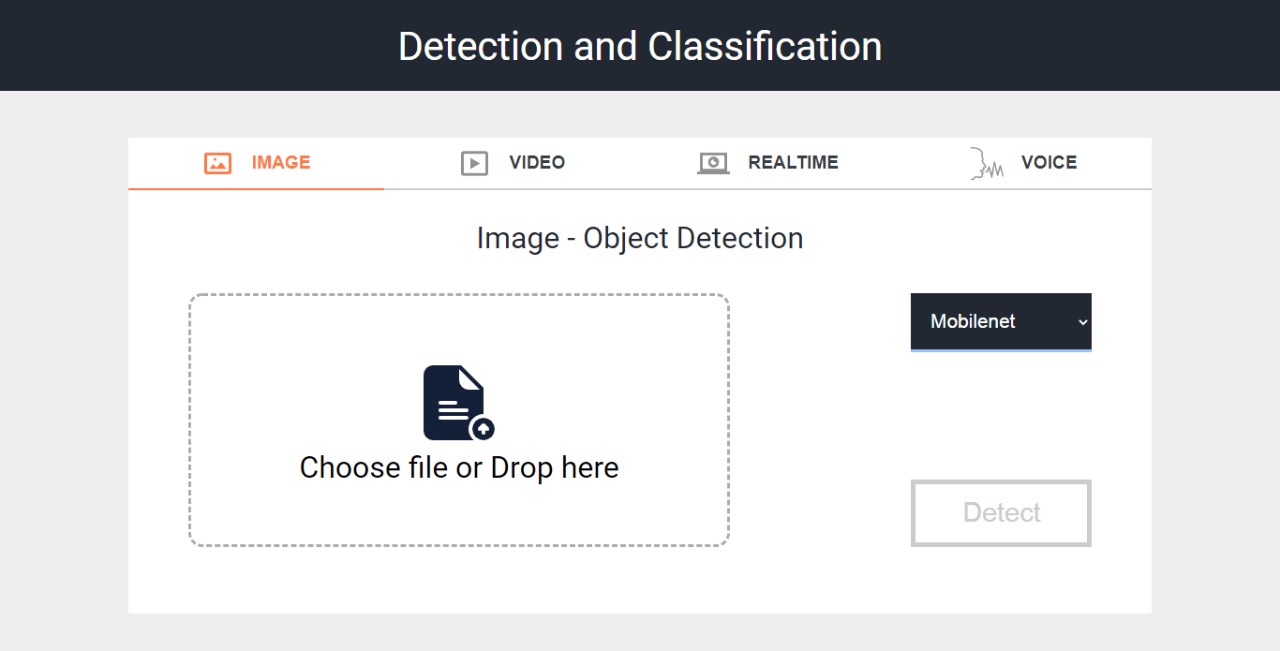 Detection and Classification
IMAGE
VIDEO
REALTIME
VOICE
Image - Object Detection
Mobilenet
Choose file or Drop here
Detect